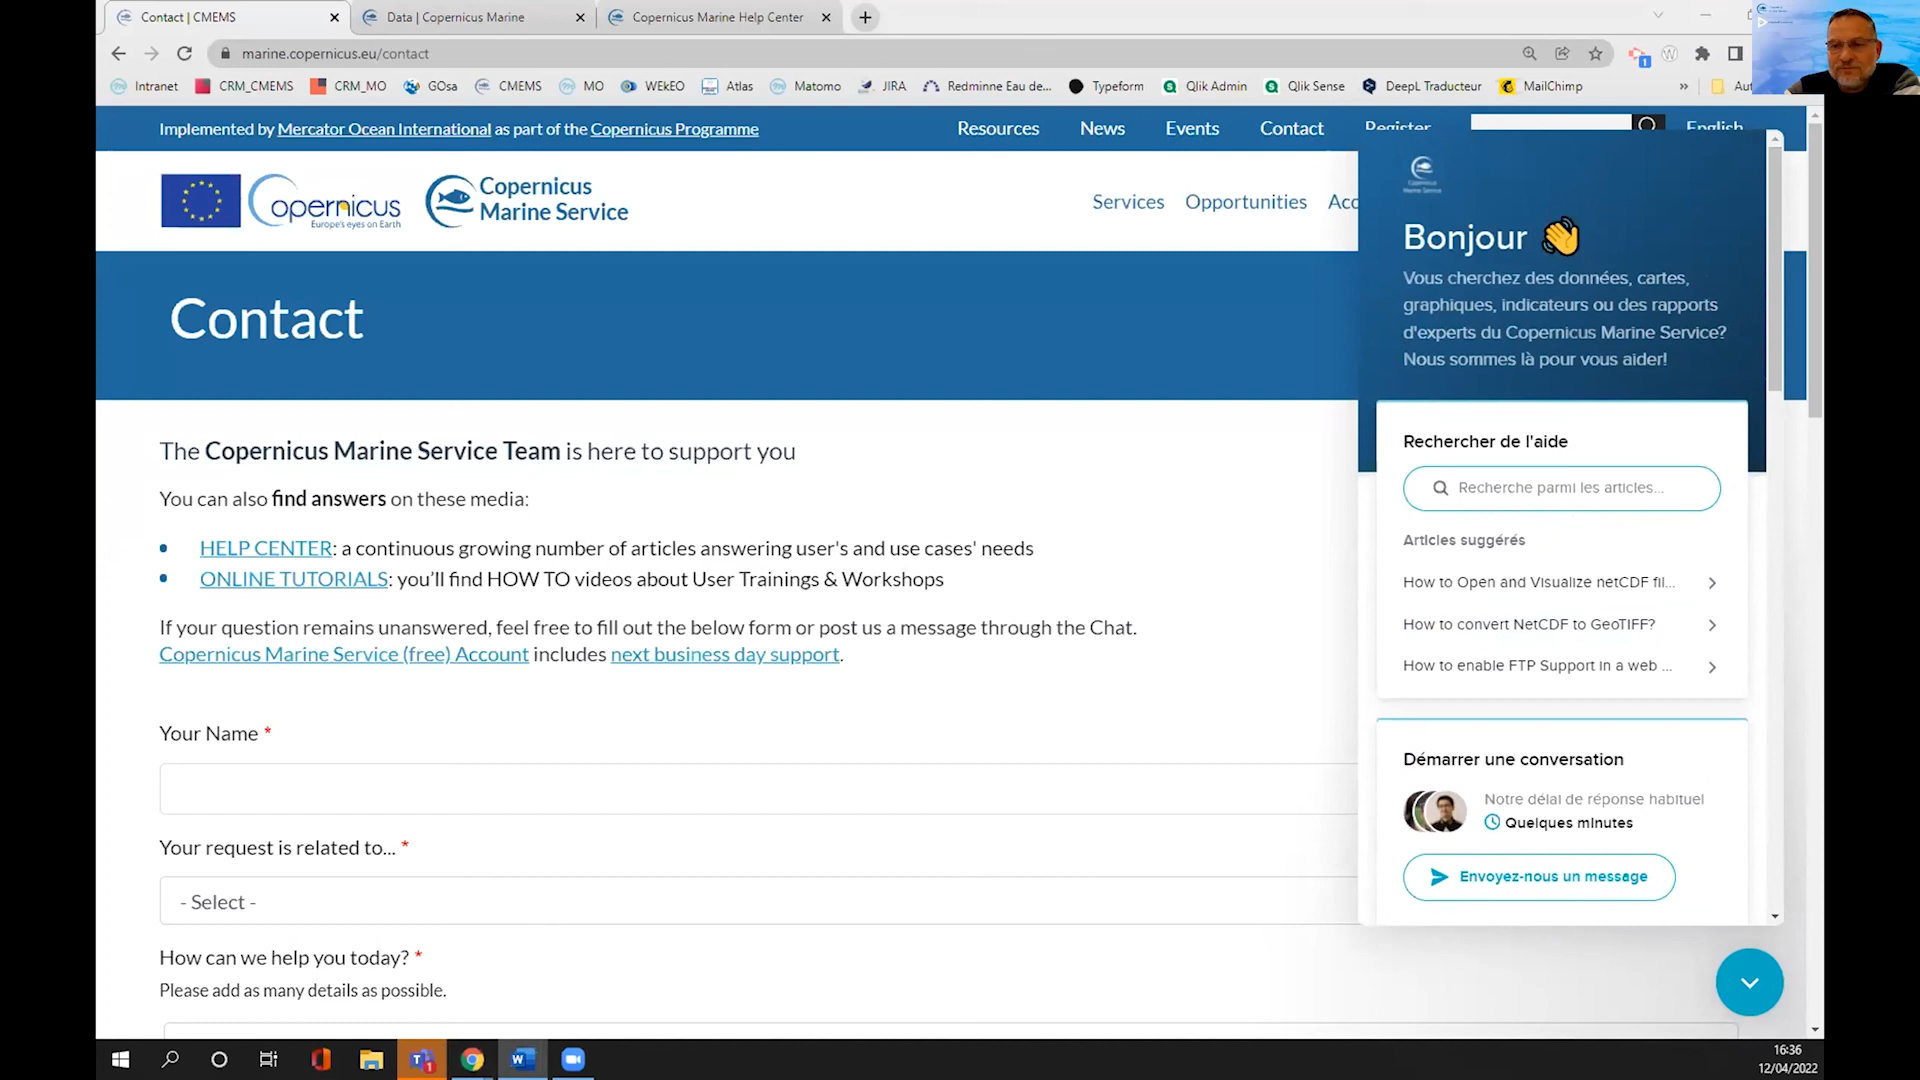 Contact | CMEMS
Data | Copernicus Marine
Copernicus Marine Help Center
marine.copernicus.eu/contact
Intranet
CRM_CMEMS
CRM_MO
GOsa
CMEMS
MO
WEkEO
Atlas
Matomo
JIRA
Redminne Eau de...
Typeform
Qlik Admin
Qlik Sense
DeepL Traducteur
MailChimp
»
Implemented by Mercator Ocean International as part of the Copernicus Programme
Resources
News
Events
Contact
Register
English
opernicus
Europe's eyes on Earth
Copernicus
Marine Service
Services
Opportunities
Contact
The Copernicus Marine Service Team is here to support you
You can also find answers on these media:
• HELP CENTER: a continuous growing number of articles answering user's and use cases' needs
• ONLINE TUTORIALS: you'll find HOW TO videos about User Trainings & Workshops
If your question remains unanswered, feel free to fill out the below form or post us a message through the Chat.
Copernicus Marine Service (free) Account includes next business day support.
Your Name *
Your request is related to... *
- Select -
How can we help you today? *
Please add as many details as possible.
Bonjour 👋
Vous cherchez des données, cartes,
graphiques, indicateurs ou des rapports
d'experts du Copernicus Marine Service?
Nous sommes là pour vous aider!
Rechercher de l'aide
Recherche parmi les articles...
Articles suggérés
How to Open and Visualize netCDF fil...
How to convert NetCDF to GeoTIFF?
How to enable FTP Support in a web ...
Démarrer une conversation
Notre délai de réponse habituel
Quelques minutes
Envoyez-nous un message
16:36
12/04/2022